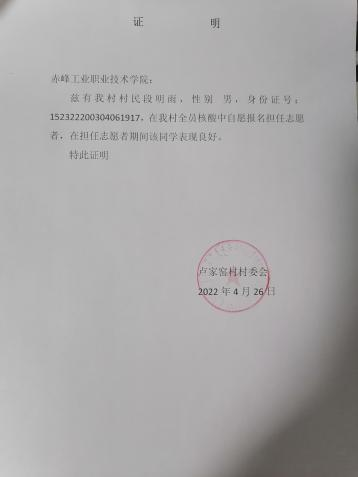 证 明
赤峰工业职业技术学院：
兹有我村村民段明雨，性别 男，身份证号：
152322200304061917，在我村全员核酸中自愿报名担任志愿
者，在担任志愿者期间该同学表现良好。
特此证明
卢家窑村村委会
2022 年 4 月 26 日